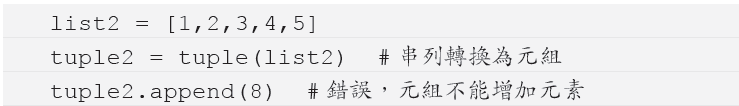 list2 = [1,2,3,4,5]
tuple2 = tuple(list2)  #串列轉換為元組
tuple2.append(8)  #錯誤，元組不能增加元素